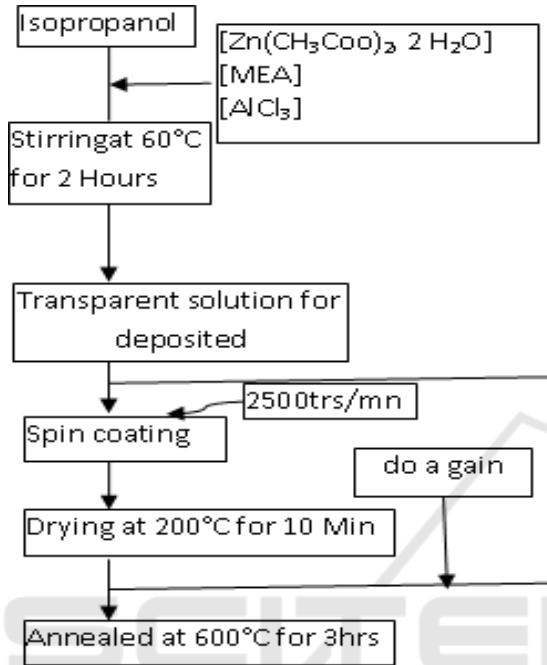 Isopropanol
[Zn(CH₃Coo)₂, 2 H₂O]
[MEA]
[AlCl₃]
Stirringat 60°C
for 2 Hours
Transparent solution for
deposited
2500trs/mn
Spin coating
do a gain
Drying at 200°C for 10 Min
Annealed at 600°C for 3hrs